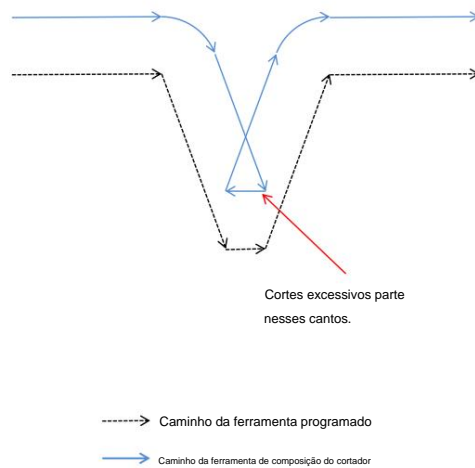 Cortes excessivos parte
nesses cantos.
Caminho da ferramenta programado
Caminho da ferramenta de composição do cortador